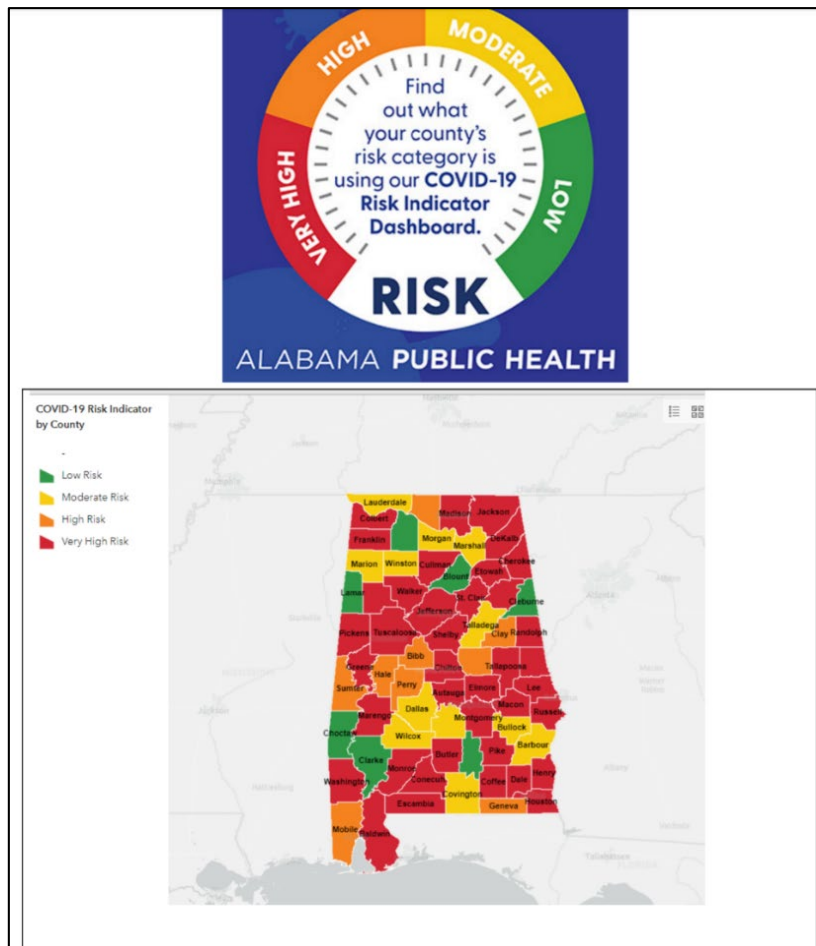 HIGH
MODERATE
VERY HIGH
LOW
Find
out what
your county's
risk category is
using our COVID-19
Risk Indicator
Dashboard.
RISK
ALABAMA PUBLIC HEALTH
COVID-19 Risk Indicator
by County
-
Low Risk
Moderate Risk
High Risk
Very High Risk
Lauderdale
Madison
Jackson
Colbert
Franklin
Morgan
Marshall
DeKalb
Cherokee
Marion
Winston
Cullman
Blount
Etowah
Lamar
Walker
St. Clair
Cleburne
Jefferson
Talladega
Pickens
Tuscaloosa
Shelby
Clay
Randolph
Bibb
Greene
Hale
Chilton
Tallapoosa
Sumter
Perry
Autauga
Elmore
Lee
Macon
Marengo
Dallas
Montgomery
Russell
Choctaw
Wilcox
Bullock
Barbour
Clarke
Butler
Pike
Monroe
Washington
Conecuh
Coffee
Dale
Henry
Covington
Escambia
Geneva
Houston
Mobile
Baldwin